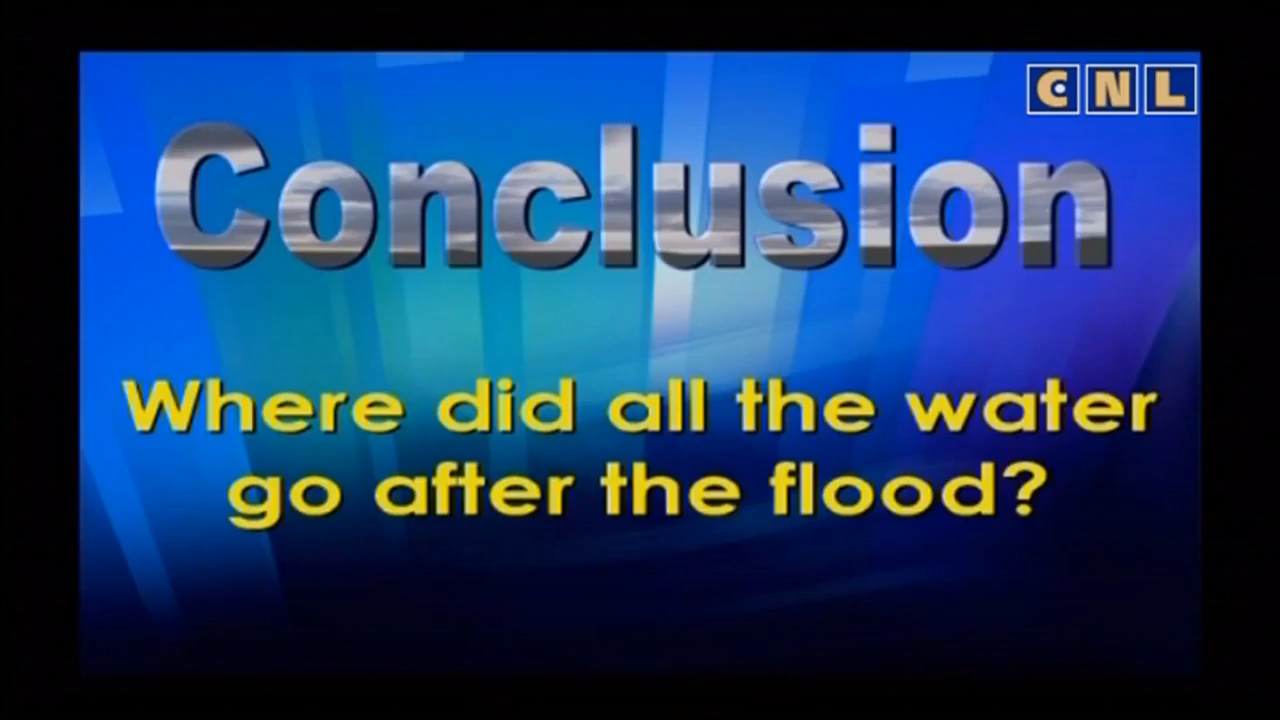 CNL
Conclusion
Where did all the water
go after the flood?